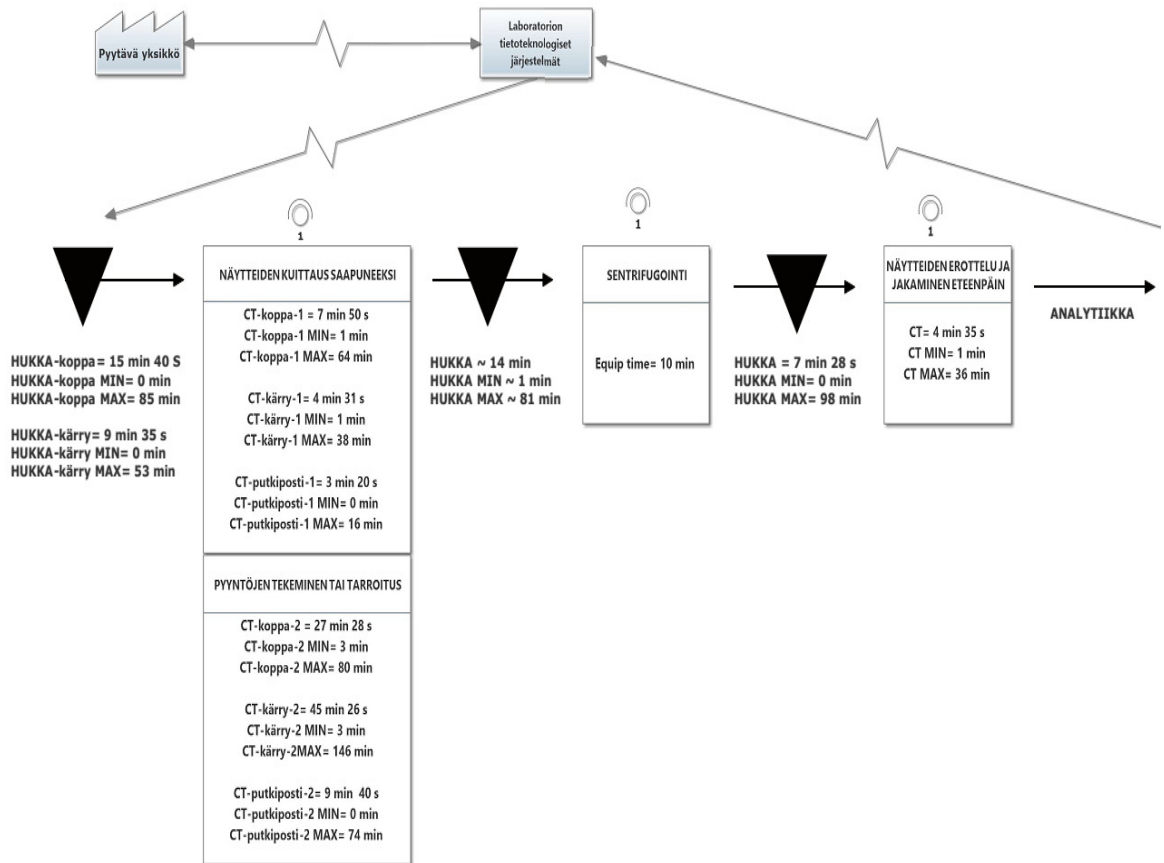 Pyytävä yksikkö
Laboratorion
tietoteknologiset
järjestelmät
1
1
1
HUKKA-koppa= 15 min 40 S
HUKKA-koppa MIN= 0 min
HUKKA-koppa MAX= 85 min
HUKKA-kärry= 9 min 35 s
HUKKA-kärry MIN= 0 min
HUKKA-kärry MAX= 53 min
NÄYTTEIDEN KUITTAUS SAAPUNEEKSI
CT-koppa-1 = 7 min 50 s
CT-koppa-1 MIN= 1 min
CT-koppa-1 MAX= 64 min
CT-kärry-1= 4 min 31 s
CT-kärry-1 MIN= 1 min
CT-kärry-1 MAX= 38 min
CT-putkiposti-1= 3 min 20 s
CT-putkiposti-1 MIN= 0 min
CT-putkiposti-1 MAX= 16 min
PYYNTÖJEN TEKEMINEN TAI TARROITUS
CT-koppa-2 = 27 min 28 s
CT-koppa-2 MIN= 3 min
CT-koppa-2 MAX= 80 min
CT-kärry-2= 45 min 26 s
CT-kärry-2 MIN= 3 min
CT-kärry-2MAX= 146 min
CT-putkiposti-2= 9 min 40 s
CT-putkiposti-2 MIN= 0 min
CT-putkiposti-2 MAX= 74 min
HUKKA ~ 14 min
HUKKA MIN ~ 1 min
HUKKA MAX ~ 81 min
SENTRIFUGOINTI
Equip time= 10 min
HUKKA = 7 min 28 s
HUKKA MIN= 0 min
HUKKA MAX= 98 min
NÄYTTEIDEN EROTTELU JA
JAKAMINEN ETEENPÄIN
CT= 4 min 35 s
CT MIN= 1 min
CT MAX= 36 min
ANALYTIIKKA